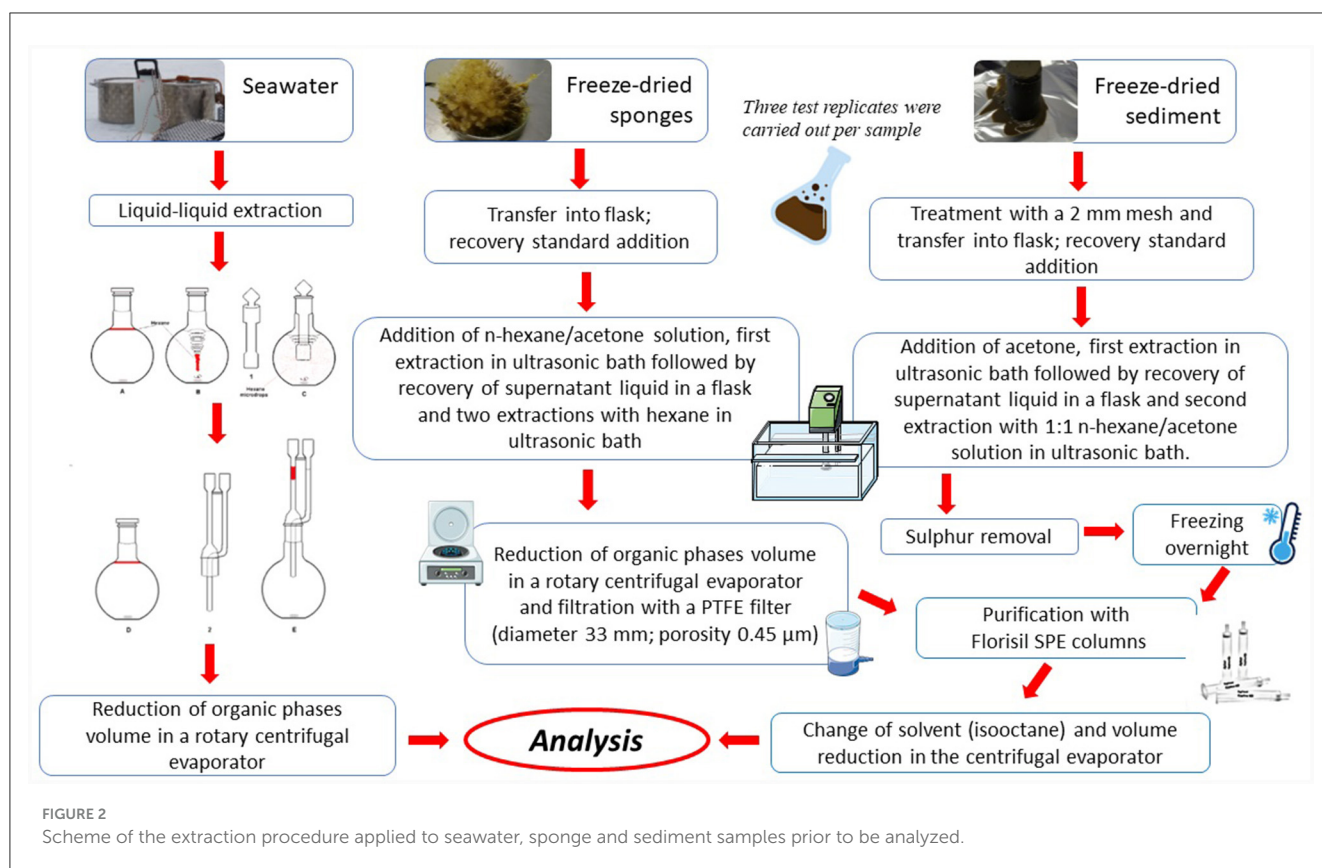 Seawater
Freeze-dried
sponges
Three test replicates were
carried out per sample
Freeze-dried
sediment
Liquid-liquid extraction
Transfer into flask;
recovery standard addition
Treatment with a 2 mm mesh and
transfer into flask; recovery standard
addition
Hexane
A
B
1
Hexane
microdrops
C
Addition of n-hexane/acetone solution, first
extraction in ultrasonic bath followed by
recovery of supernatant liquid in a flask
and two extractions with hexane in
ultrasonic bath
Addition of acetone, first extraction in
ultrasonic bath followed by recovery of
supernatant liquid in a flask and second
extraction with 1:1 n-hexane/acetone
solution in ultrasonic bath.
D
2
E
Sulphur removal
Freezing
overnight
Reduction of organic phases volume
in a rotary centrifugal evaporator
and filtration with a PTFE filter
(diameter 33 mm; porosity 0.45 µm)
Purification with
Florisil SPE columns
Reduction of organic phases
volume in a rotary centrifugal
evaporator
Analysis
Change of solvent (isooctane) and volume
reduction in the centrifugal evaporator
FIGURE 2
Scheme of the extraction procedure applied to seawater, sponge and sediment samples prior to be analyzed.